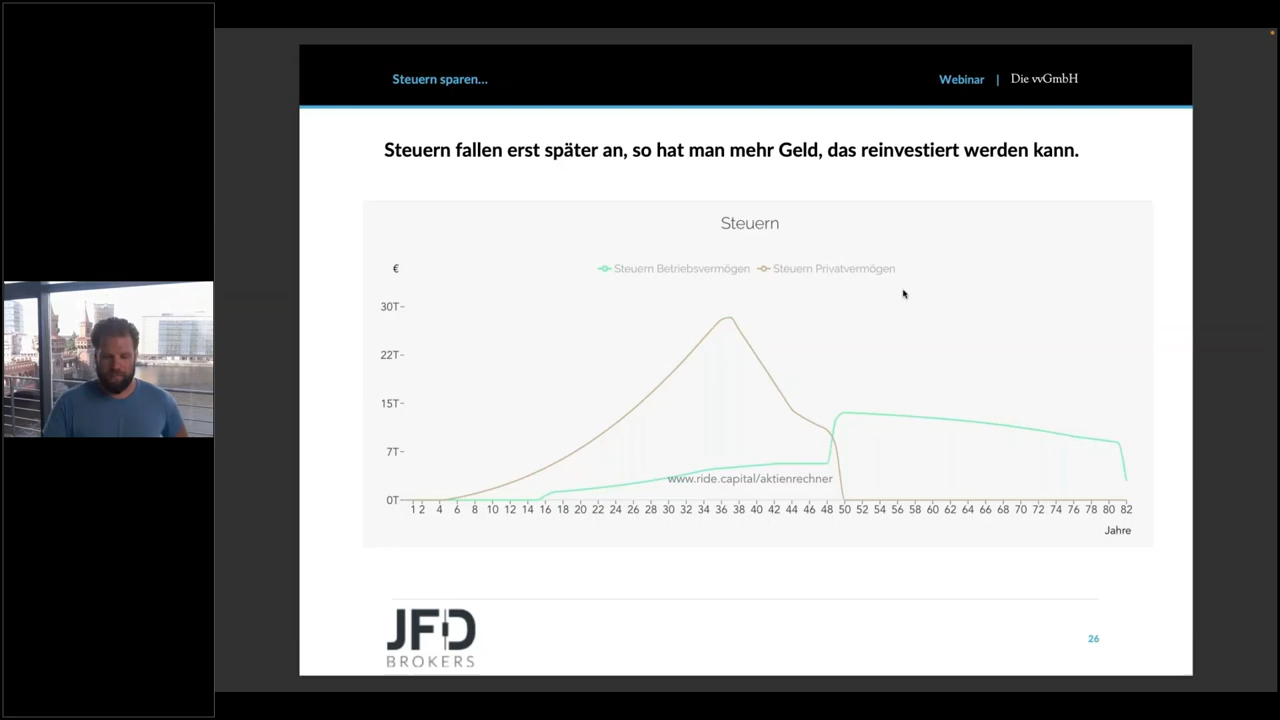 Steuern sparen...
Webinar | Die vvGmbH
Steuern fallen erst später an, so hat man mehr Geld, das reinvestiert werden kann.
Steuern
€
Steuern Betriebsvermögen Steuern Privatvermögen
30T
22T
15T
7T
0T
www.ride.capital/aktienrechner
1 2 4 6 8 10 12 14 16 18 20 22 24 26 28 30 32 34 36 38 40 42 44 46 48 50 52 54 56 58 60 62 64 66 68 70 72 74 76 78 80 82
Jahre
JFD
BROKERS
26